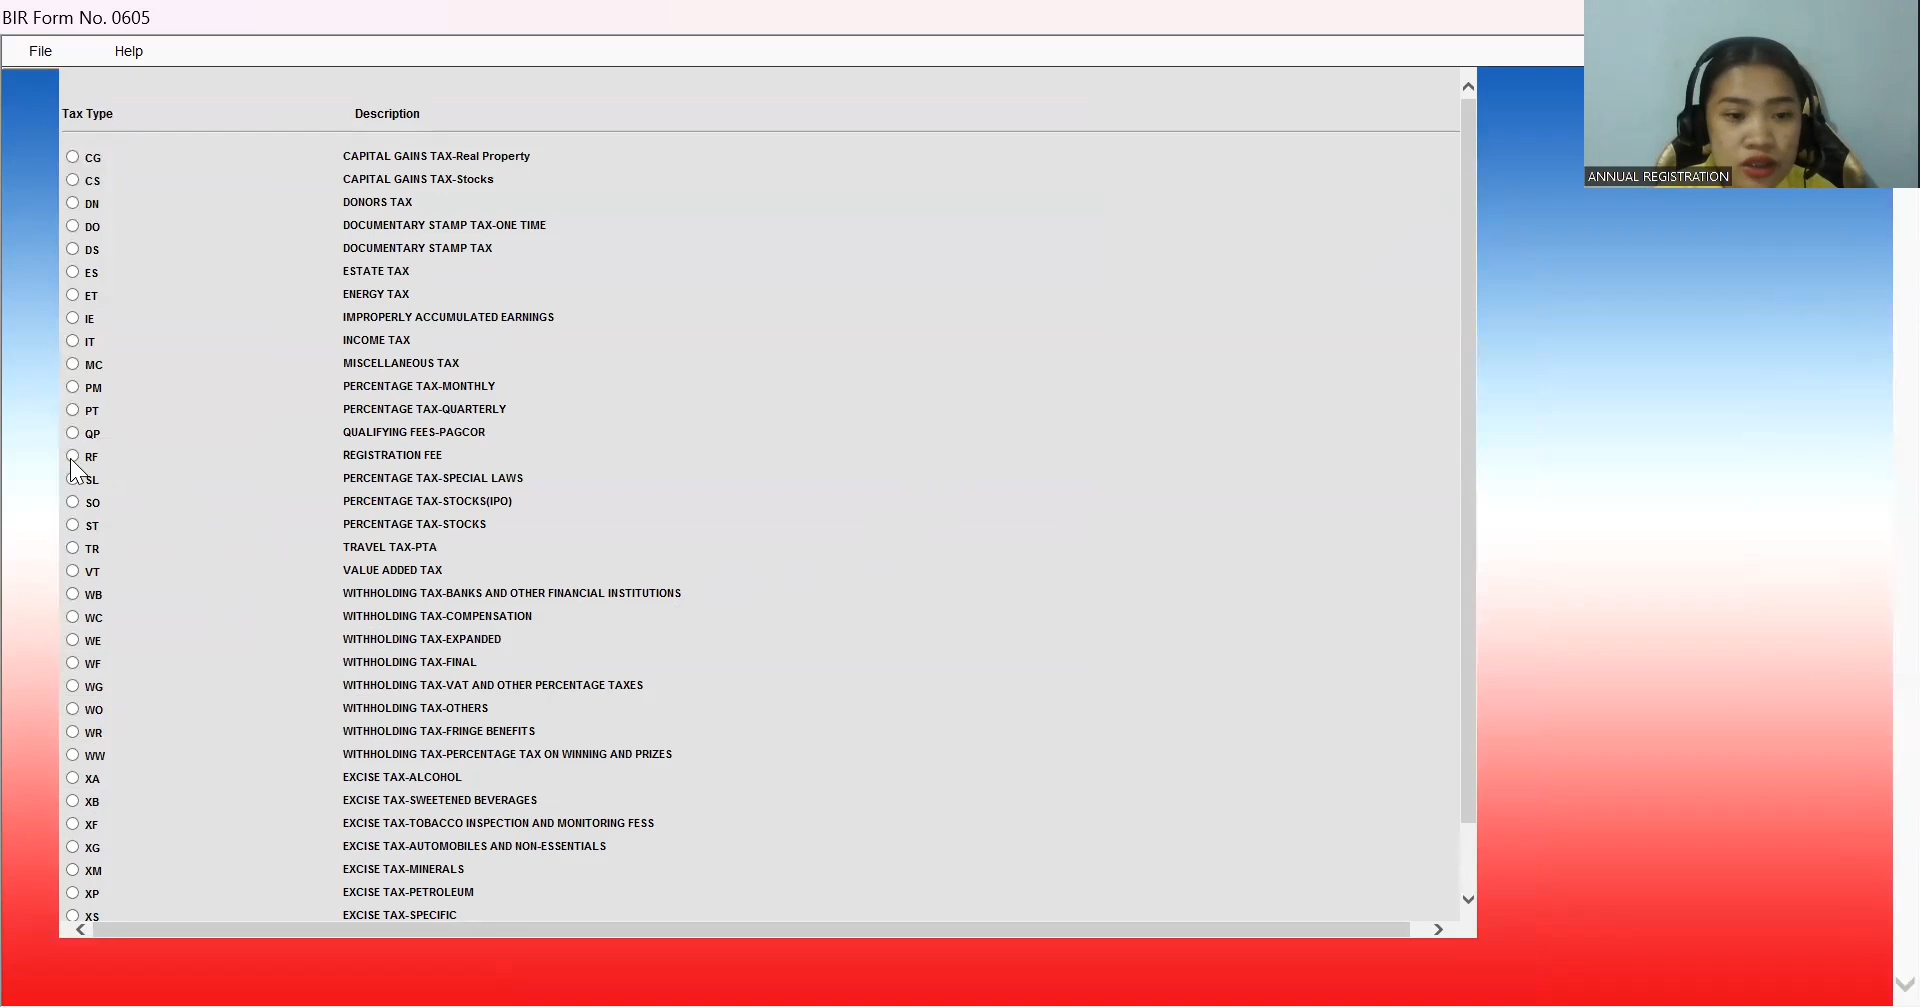 BIR Form No. 0605
File Help
ANNUAL REGISTRATION
Tax Type Description
CG CAPITAL GAINS TAX-Real Property
CS CAPITAL GAINS TAX-Stocks
DN DONORS TAX
DO DOCUMENTARY STAMP TAX-ONE TIME
DS DOCUMENTARY STAMP TAX
ES ESTATE TAX
ET ENERGY TAX
IE IMPROPERLY ACCUMULATED EARNINGS
IT INCOME TAX
MC MISCELLANEOUS TAX
PM PERCENTAGE TAX-MONTHLY
PT PERCENTAGE TAX-QUARTERLY
QP QUALIFYING FEES-PAGCOR
RF REGISTRATION FEE
SL PERCENTAGE TAX-SPECIAL LAWS
SO PERCENTAGE TAX-STOCKS(IPO)
ST PERCENTAGE TAX-STOCKS
TR TRAVEL TAX-PTA
VT VALUE ADDED TAX
WB WITHHOLDING TAX-BANKS AND OTHER FINANCIAL INSTITUTIONS
WC WITHHOLDING TAX-COMPENSATION
WE WITHHOLDING TAX-EXPANDED
WF WITHHOLDING TAX-FINAL
WG WITHHOLDING TAX-VAT AND OTHER PERCENTAGE TAXES
WO WITHHOLDING TAX-OTHERS
WR WITHHOLDING TAX-FRINGE BENEFITS
WW WITHHOLDING TAX-PERCENTAGE TAX ON WINNING AND PRIZES
XA EXCISE TAX-ALCOHOL
XB EXCISE TAX-SWEETENED BEVERAGES
XF EXCISE TAX-TOBACCO INSPECTION AND MONITORING FESS
XG EXCISE TAX-AUTOMOBILES AND NON-ESSENTIALS
XM EXCISE TAX-MINERALS
XP EXCISE TAX-PETROLEUM
XS EXCISE TAX-SPECIFIC